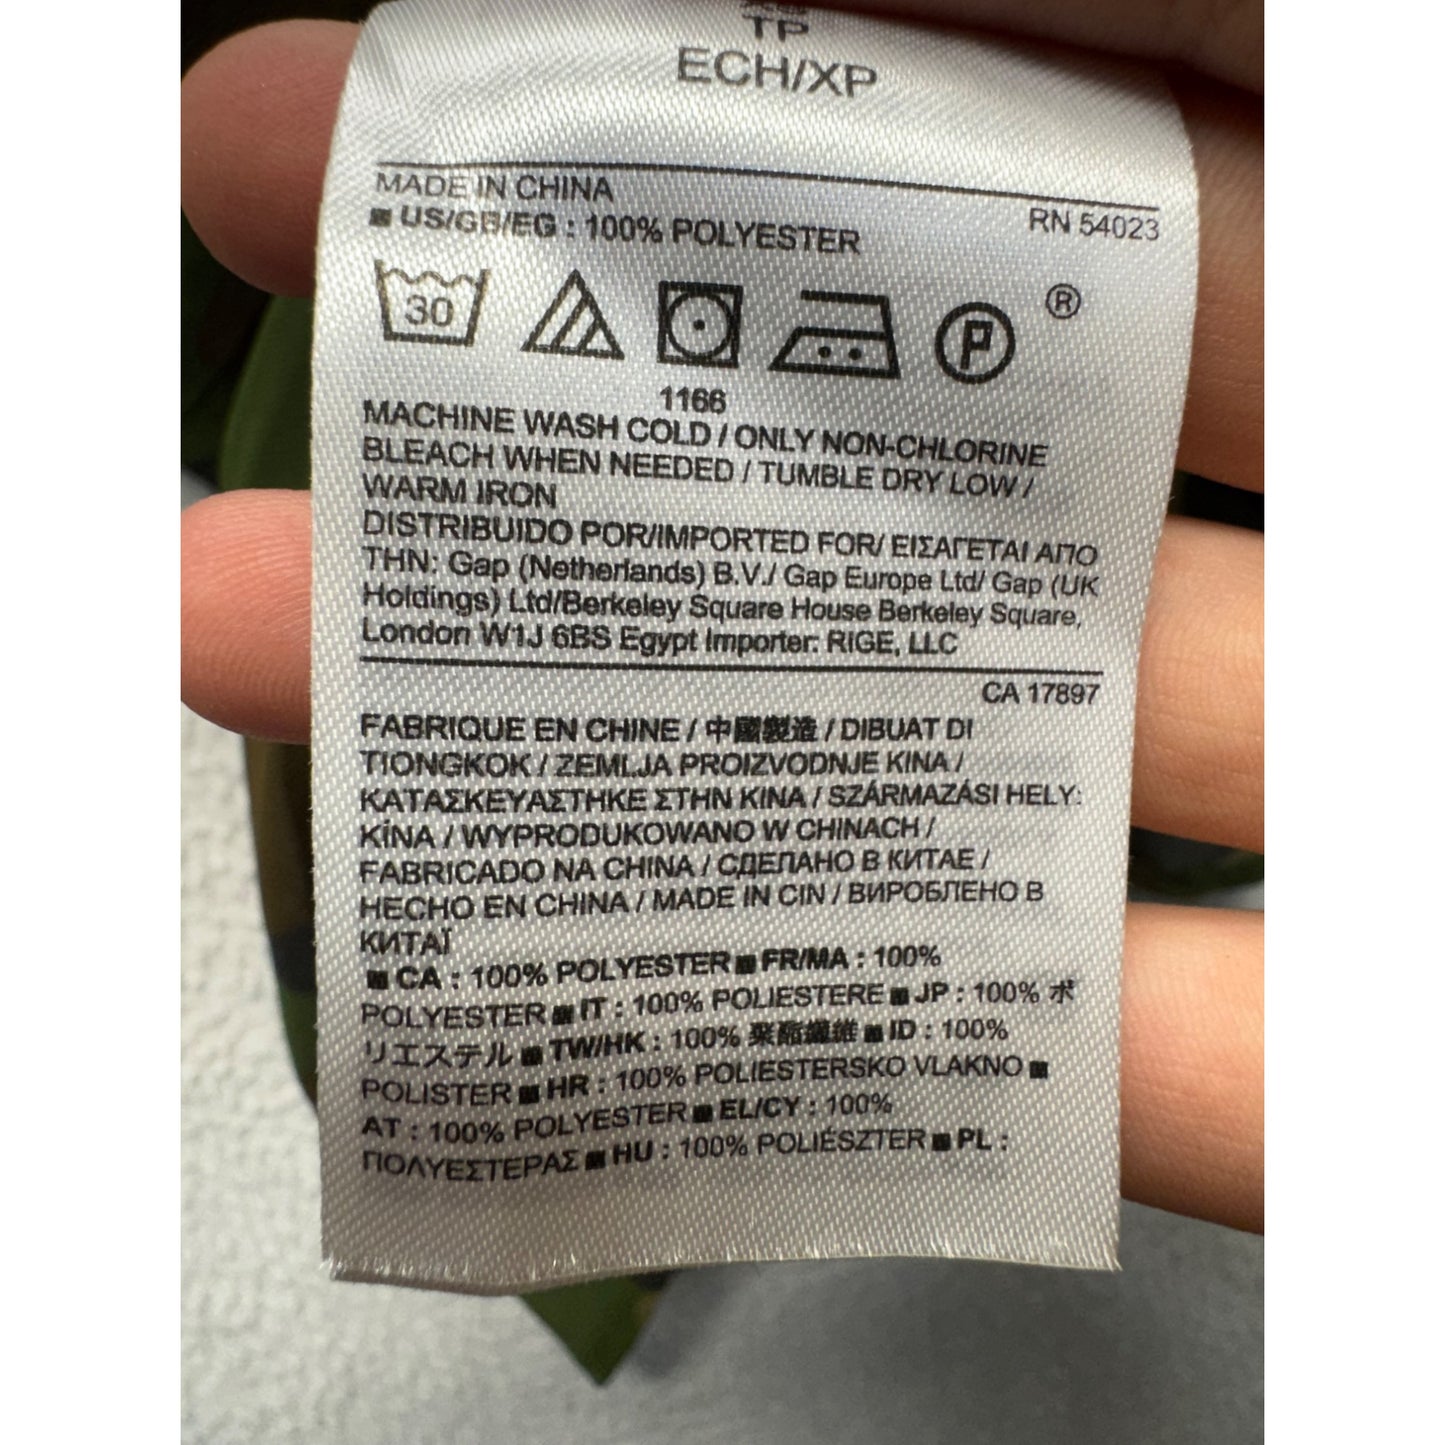 TP
ECH/XP
MADE IN CHINA
RN 54023
■ US/GB/EG : 100% POLYESTER
30
P
®
1166
MACHINE WASH COLD / ONLY NON-CHLORINE
BLEACH WHEN NEEDED / TUMBLE DRY LOW /
WARM IRON
DISTRIBUIDO POR/IMPORTED FOR/ ΕΙΣΑΓΕΤΑΙ ΑΠΟ
ΤΗΝ: Gap (Netherlands) B.V./ Gap Europe Ltd/ Gap (UK
Holdings) Ltd/Berkeley Square House Berkeley Square,
London W1J 6BS Egypt Importer: RIGE, LLC
CA 17897
FABRIQUE EN CHINE / 中國製造 / DIBUAT DI
TIONGKOK / ZEMLJA PROIZVODNJE KINA /
ΚΑΤΑΣΚΕΥΑΣΤΗΚΕ ΣΤΗΝ ΚΙΝΑ / SZÁRMAZÁSI HELY:
KÍNA / WYPRODUKOWANO W CHINACH /
FABRICADO NA CHINA / СДЕЛАНО В КИТАЕ /
HECHO EN CHINA / MADE IN CIN / ВИРОБЛЕНО В
КИТАЇ
■ CA : 100% POLYESTER ■ FR/MA : 100%
POLYESTER ■ IT : 100% POLIESTERE ■ JP : 100% ポ
リエステル ■ TW/HK : 100% 聚酯纖維 ■ ID : 100%
POLISTER ■ HR : 100% POLIESTERSKO VLAKNO ■
AT : 100% POLYESTER ■ EL/CY : 100%
ΠΟΛΥΕΣΤΕΡΑΣ ■ HU : 100% POLIÉSZTER ■ PL :